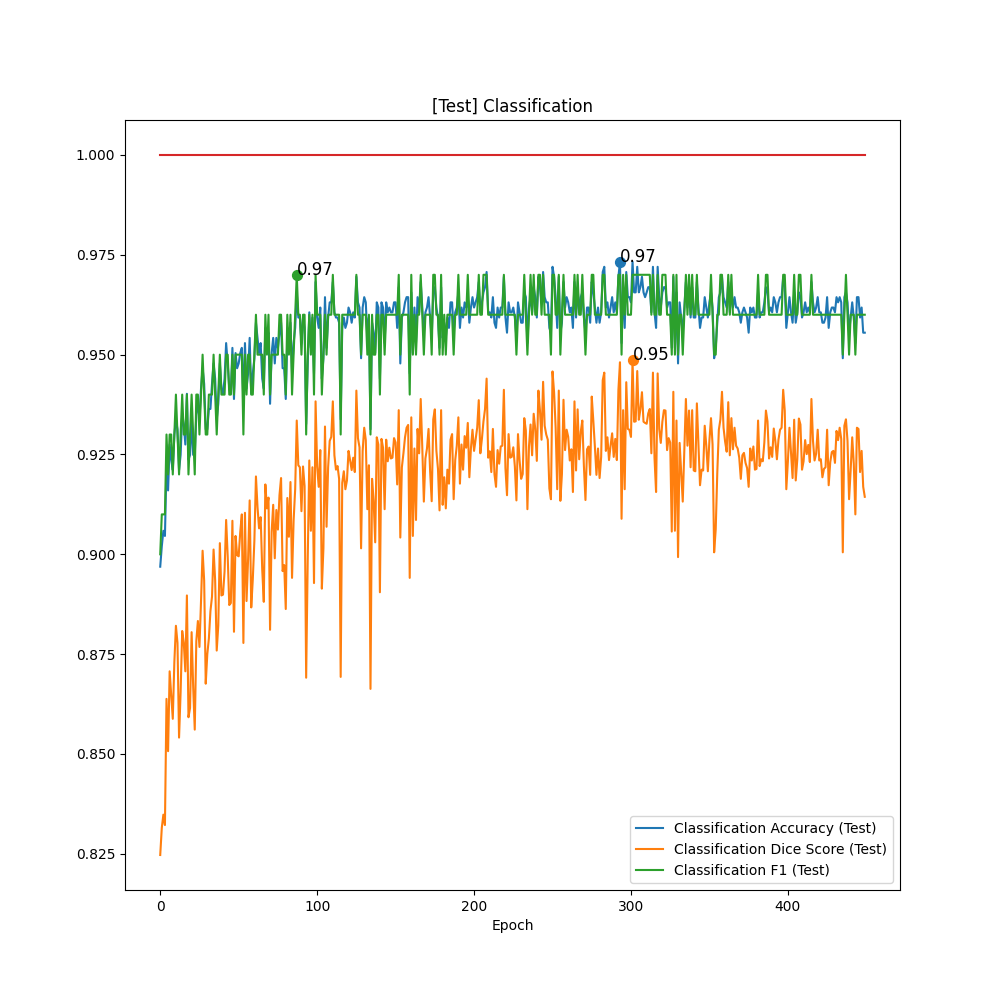 [Test] Classification
1.000
0.975
0.97
0.97
0.950
0.95
0.925
0.900
0.875
0.850
0.825
Classification Accuracy (Test)
Classification Dice Score (Test)
Classification F1 (Test)
0 100 200 300 400
Epoch